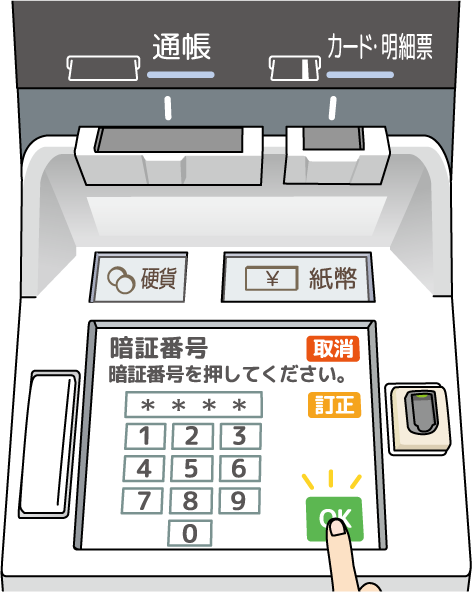 通帳
カード・明細票
硬貨
¥ 紙幣
暗証番号
取消
暗証番号を押してください。
＊＊＊＊
訂正
1 2 3
4 5 6
7 8 9
0
OK